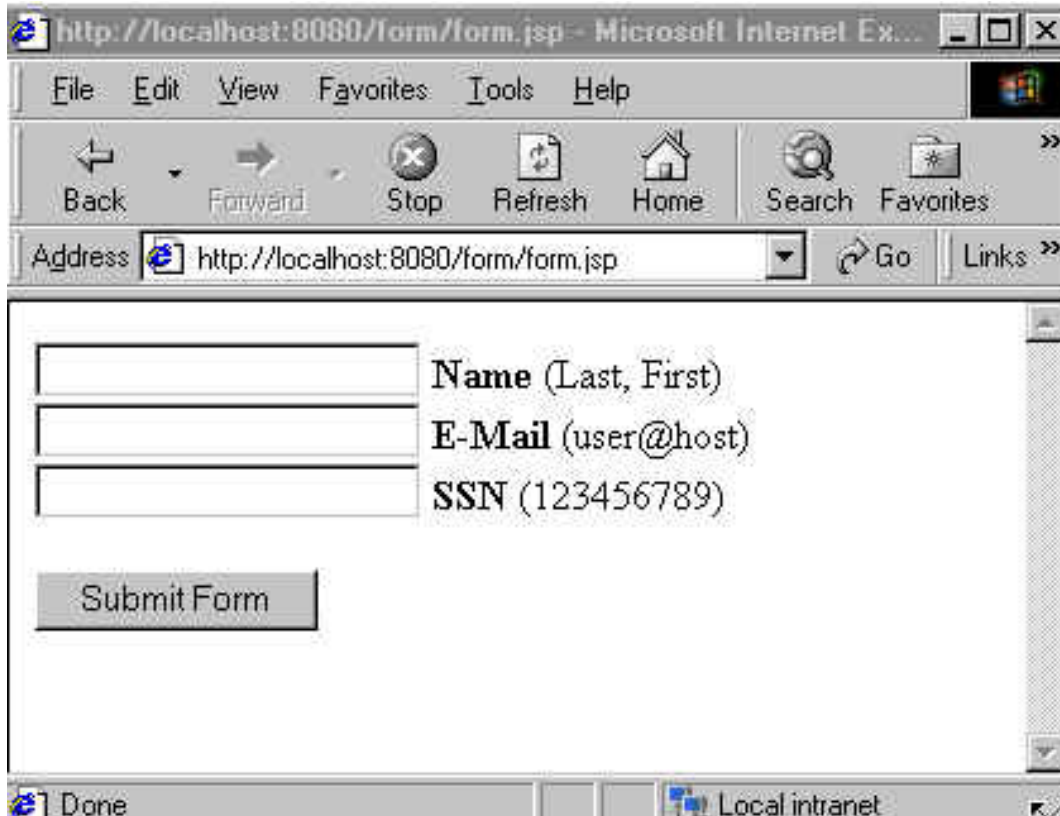 http://localhost:8080/form/form.jsp - Microsoft Internet Ex...
File Edit View Favorites Tools Help
Back Forward Stop Refresh Home Search Favorites »
Address http://localhost:8080/form/form.jsp Go Links »
Name (Last, First)
E-Mail (user@host)
SSN (123456789)
Submit Form
Done Local intranet